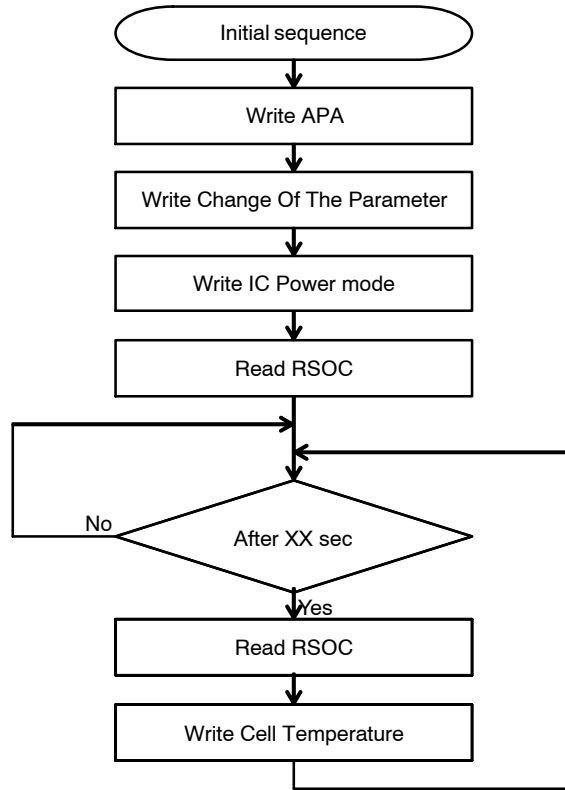 Initial sequence
Write APA
Write Change Of The Parameter
Write IC Power mode
Read RSOC
No
After XX sec
Yes
Read RSOC
Write Cell Temperature